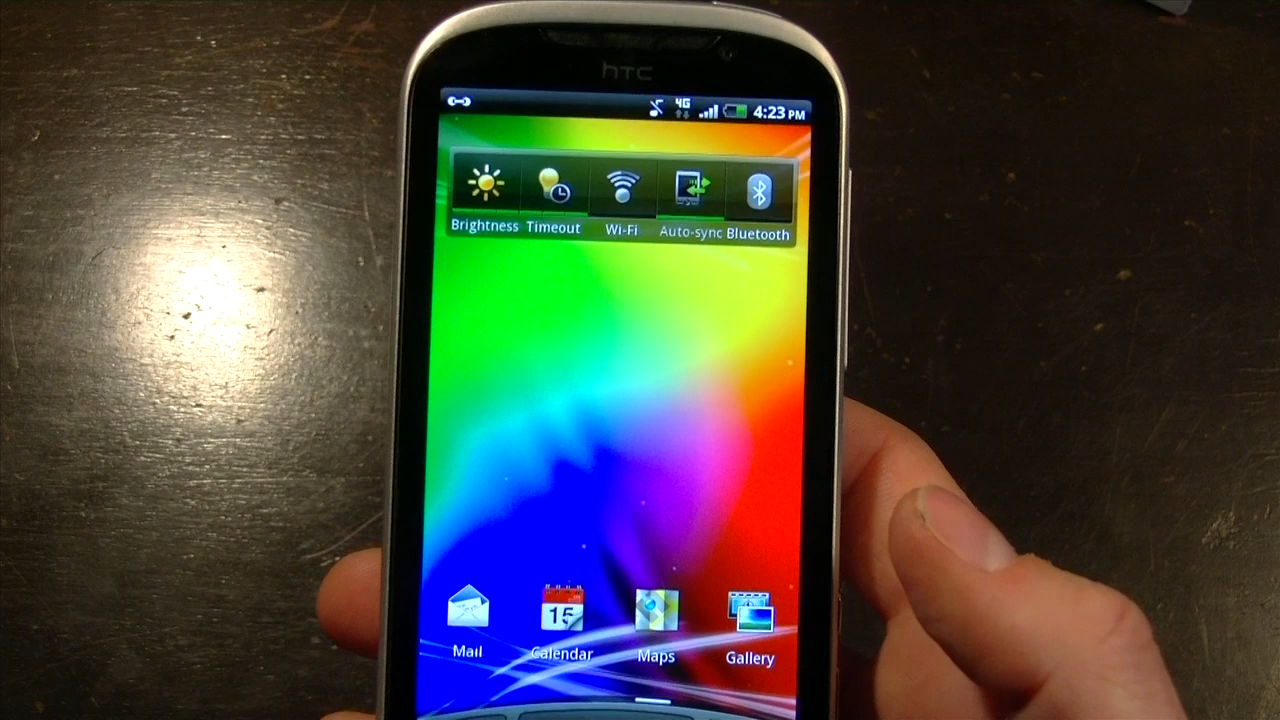 hTC
4G 4:23 PM
Brightness Timeout Wi-Fi Auto-sync Bluetooth
15
Mail Calendar Maps Gallery